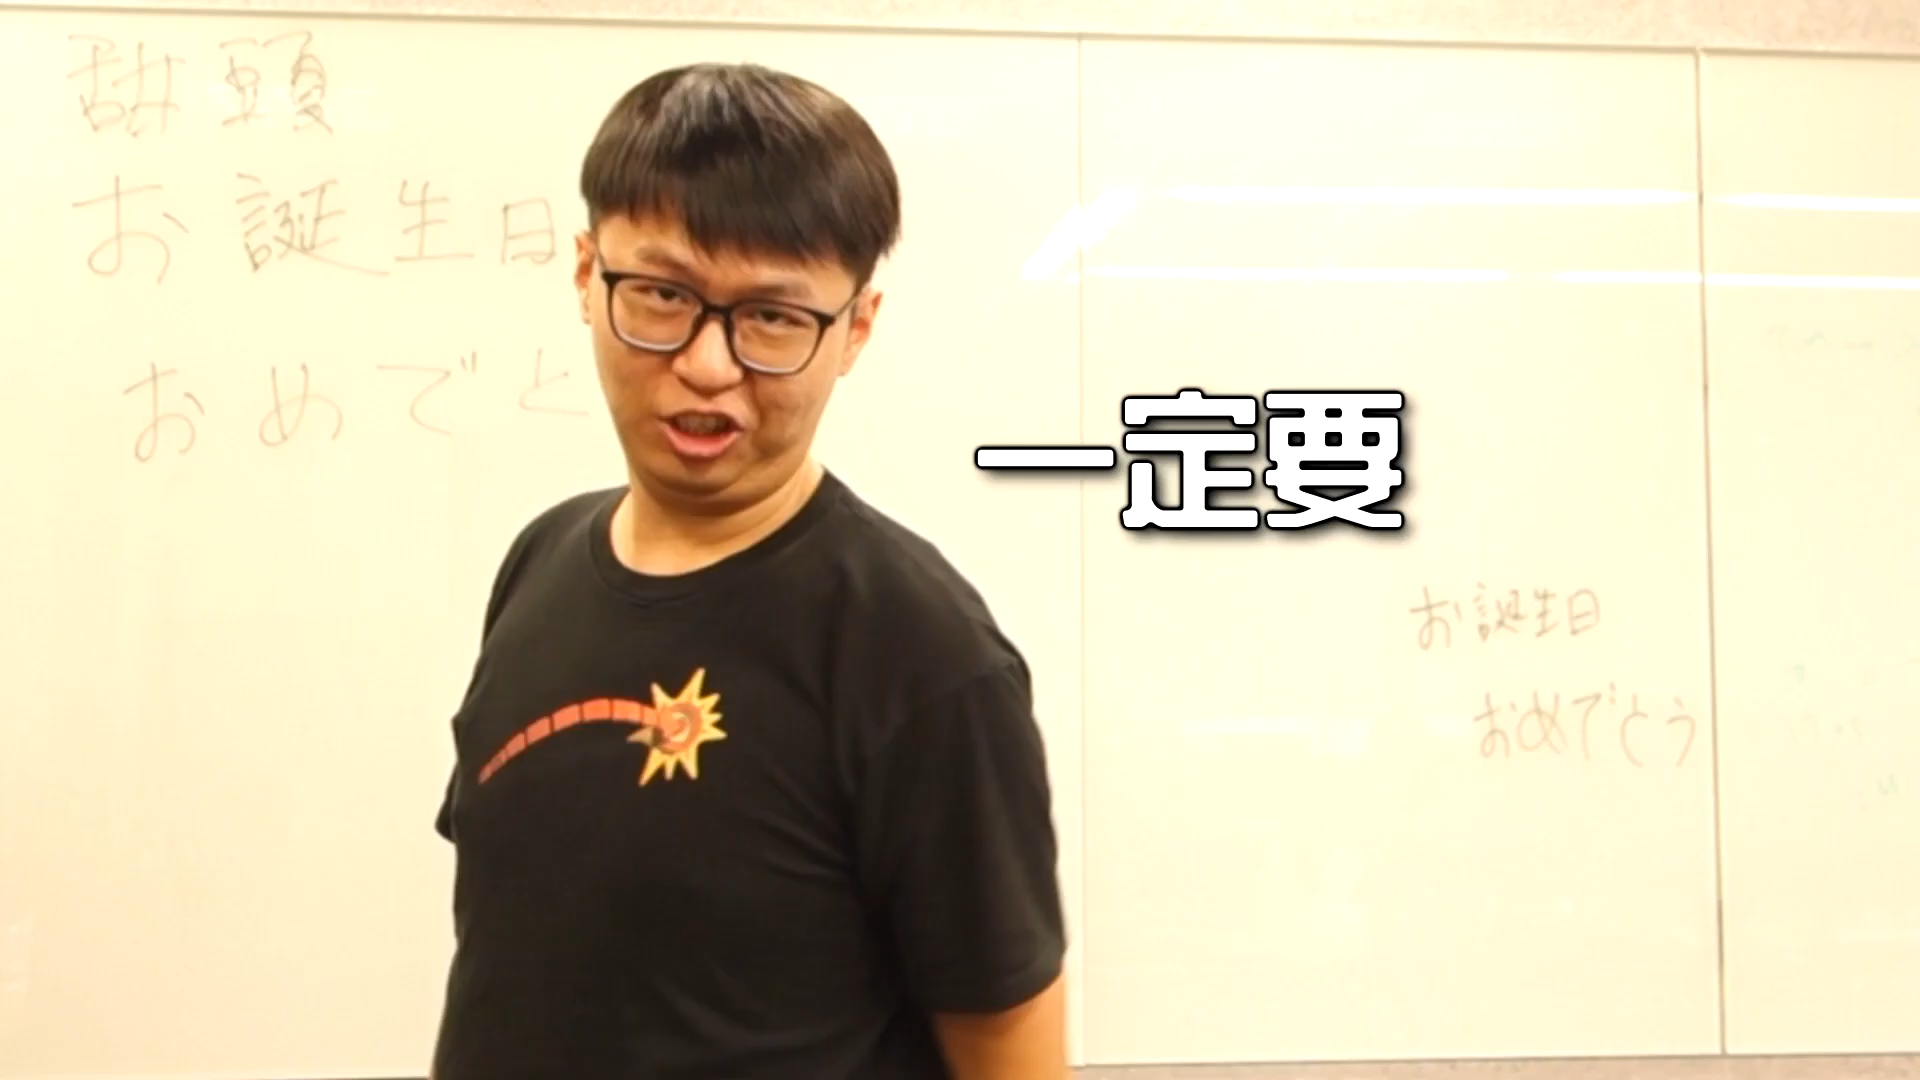 甜頭
お誕生日
おめでと
一定要
お誕生日
おめでとう